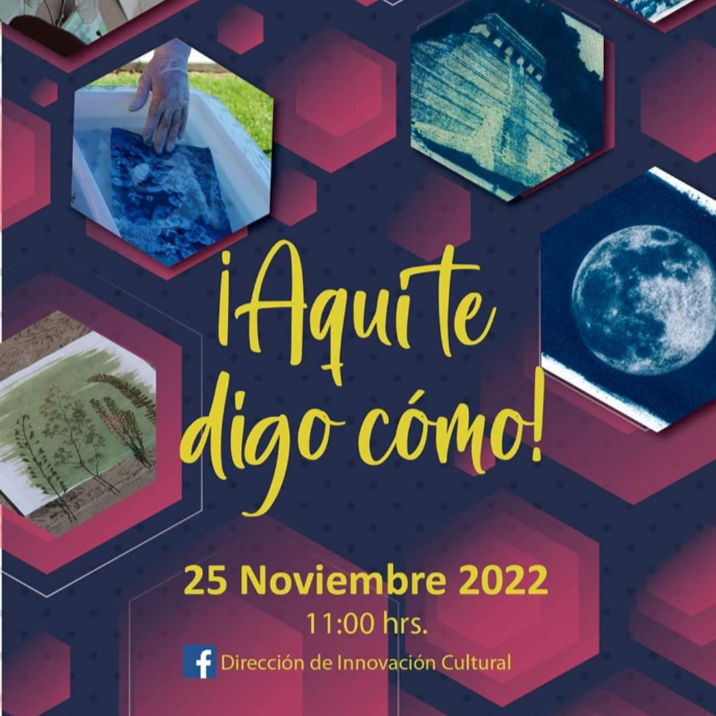 ¡Aquí te
digo cómo!
25 Noviembre 2022
11:00 hrs.
Dirección de Innovación Cultural